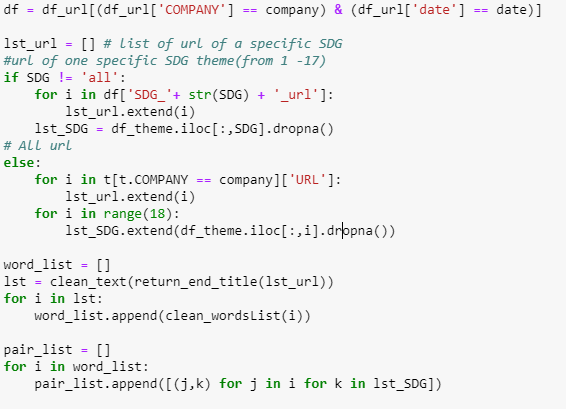 df = df_url[(df_url['COMPANY'] == company) & (df_url['date'] == date)]

lst_url = [] # list of url of a specific SDG
#url of one specific SDG theme(from 1 -17)
if SDG != 'all':
    for i in df['SDG_'+ str(SDG) + '_url']:
        lst_url.extend(i)
    lst_SDG = df_theme.iloc[:,SDG].dropna()
# All url
else:
    for i in t[t.COMPANY == company]['URL']:
        lst_url.extend(i)
    for i in range(18):
        lst_SDG.extend(df_theme.iloc[:,i].dropna())

word_list = []
lst = clean_text(return_end_title(lst_url))
for i in lst:
    word_list.append(clean_wordsList(i))

pair_list = []
for i in word_list:
    pair_list.append([(j,k) for j in i for k in lst_SDG])